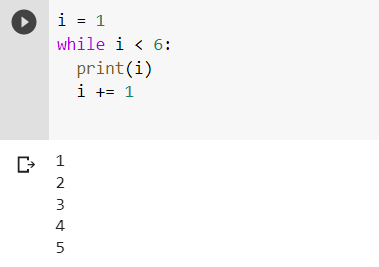 i = 1
while i < 6:
  print(i)
  i += 1
1
2
3
4
5